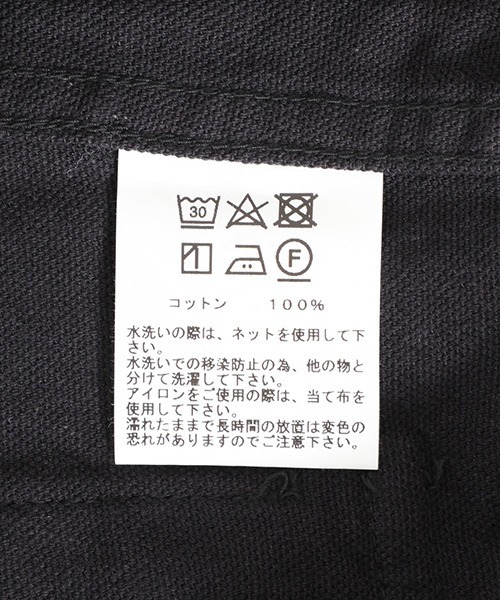 30
F
コットン 100%
水洗いの際は、ネットを使用して下
さい。
水洗いでの移染防止の為、他の物と
分けて洗濯して下さい。
アイロンをご使用の際は、当て布を
使用して下さい。
濡れたままで長時間の放置は変色の
恐れがありますのでご注意下さい。